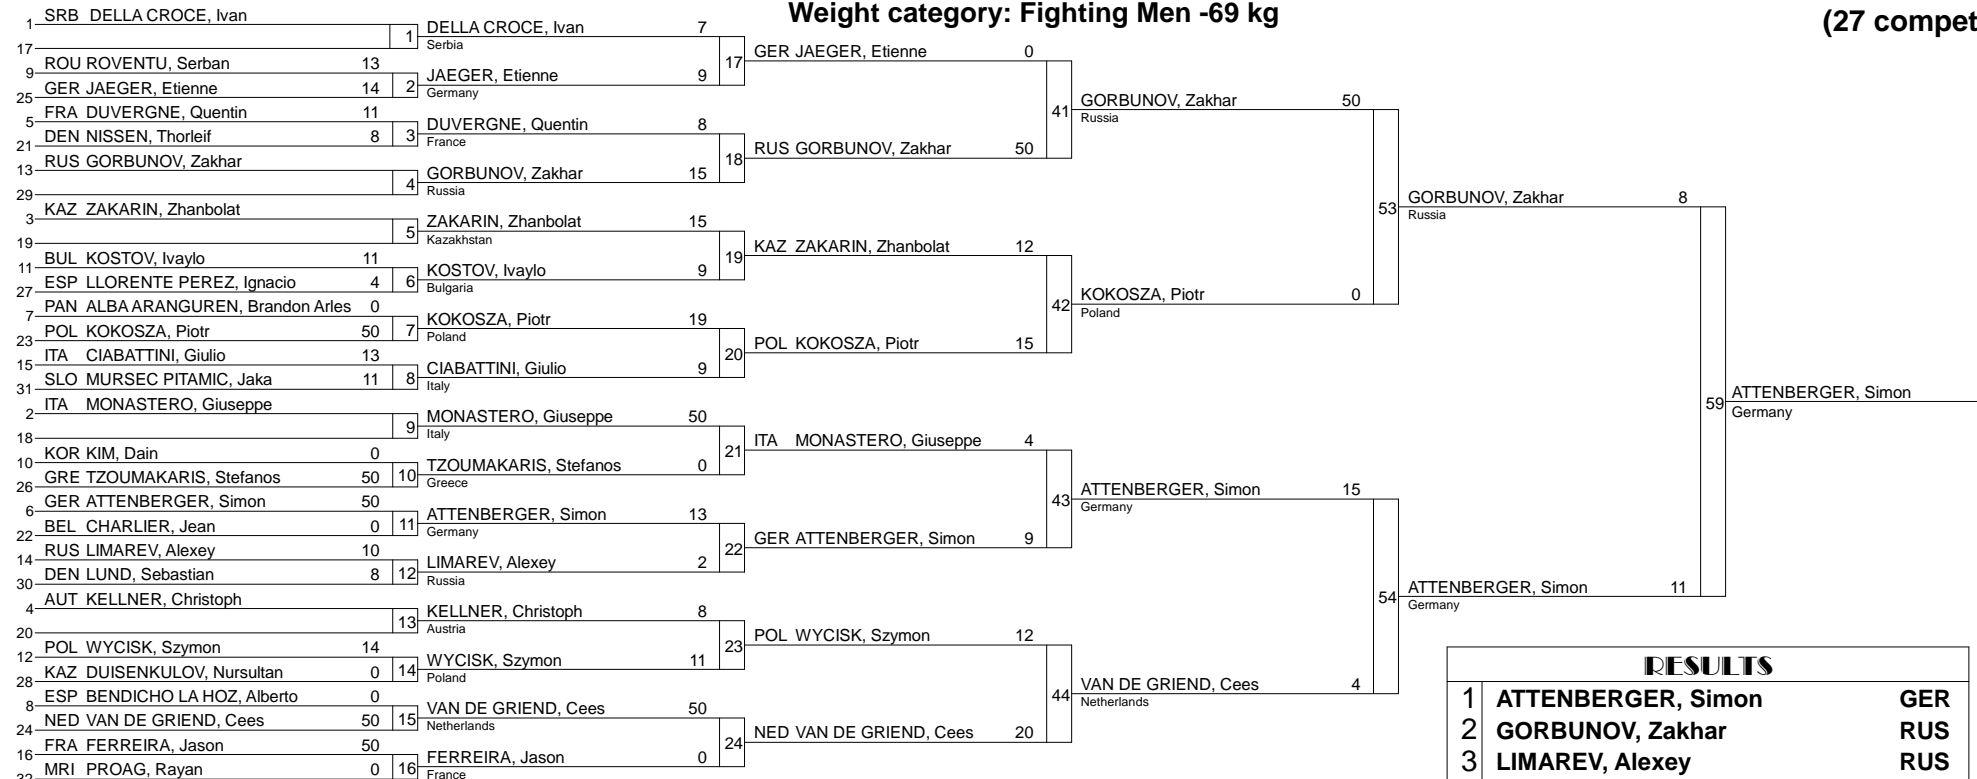 Weight category: Fighting Men -69 kg
(27 compet
1 SRB DELLA CROCE, Ivan
17
1
9 ROU ROVENTU, Serban 13
25 GER JAEGER, Etienne 14
2
5 FRA DUVERGNE, Quentin 11
21 DEN NISSEN, Thorleif 8
3
13 RUS GORBUNOV, Zakhar
29
4
3 KAZ ZAKARIN, Zhanbolat
19
5
11 BUL KOSTOV, Ivaylo 11
27 ESP LLORENTE PEREZ, Ignacio 4
6
7 PAN ALBA ARANGUREN, Brandon Arles 0
23 POL KOKOSZA, Piotr 50
7
15 ITA CIABATTINI, Giulio 13
31 SLO MURSEC PITAMIC, Jaka 11
8
2 ITA MONASTERO, Giuseppe
18
9
10 KOR KIM, Dain 0
26 GRE TZOUMAKARIS, Stefanos 50
10
6 GER ATTENBERGER, Simon 50
22 BEL CHARLIER, Jean 0
11
14 RUS LIMAREV, Alexey 10
30 DEN LUND, Sebastian 8
12
4 AUT KELLNER, Christoph
20
13
12 POL WYCISK, Szymon 14
28 KAZ DUISENKULOV, Nursultan 0
14
8 ESP BENDICHO LA HOZ, Alberto 0
24 NED VAN DE GRIEND, Cees 50
15
16 FRA FERREIRA, Jason 50
32 MRI PROAG, Rayan 0
16
DELLA CROCE, Ivan 7
Serbia
JAEGER, Etienne 9
Germany
17
DUVERGNE, Quentin 8
France
GORBUNOV, Zakhar 15
Russia
18
ZAKARIN, Zhanbolat 15
Kazakhstan
KOSTOV, Ivaylo 9
Bulgaria
19
KOKOSZA, Piotr 19
Poland
CIABATTINI, Giulio 9
Italy
20
MONASTERO, Giuseppe 50
Italy
TZOUMAKARIS, Stefanos 0
Greece
21
ATTENBERGER, Simon 13
Germany
LIMAREV, Alexey 2
Russia
22
KELLNER, Christoph 8
Austria
WYCISK, Szymon 11
Poland
23
VAN DE GRIEND, Cees 50
Netherlands
FERREIRA, Jason 0
France
24
GER JAEGER, Etienne 0
RUS GORBUNOV, Zakhar 50
41
KAZ ZAKARIN, Zhanbolat 12
POL KOKOSZA, Piotr 15
42
ITA MONASTERO, Giuseppe 4
GER ATTENBERGER, Simon 9
43
POL WYCISK, Szymon 12
NED VAN DE GRIEND, Cees 20
44
GORBUNOV, Zakhar 50
Russia
KOKOSZA, Piotr 0
Poland
53
ATTENBERGER, Simon 15
Germany
VAN DE GRIEND, Cees 4
Netherlands
54
GORBUNOV, Zakhar 8
Russia
ATTENBERGER, Simon 11
Germany
59
ATTENBERGER, Simon
Germany
RESULTS
1 ATTENBERGER, Simon GER
2 GORBUNOV, Zakhar RUS
3 LIMAREV, Alexey RUS